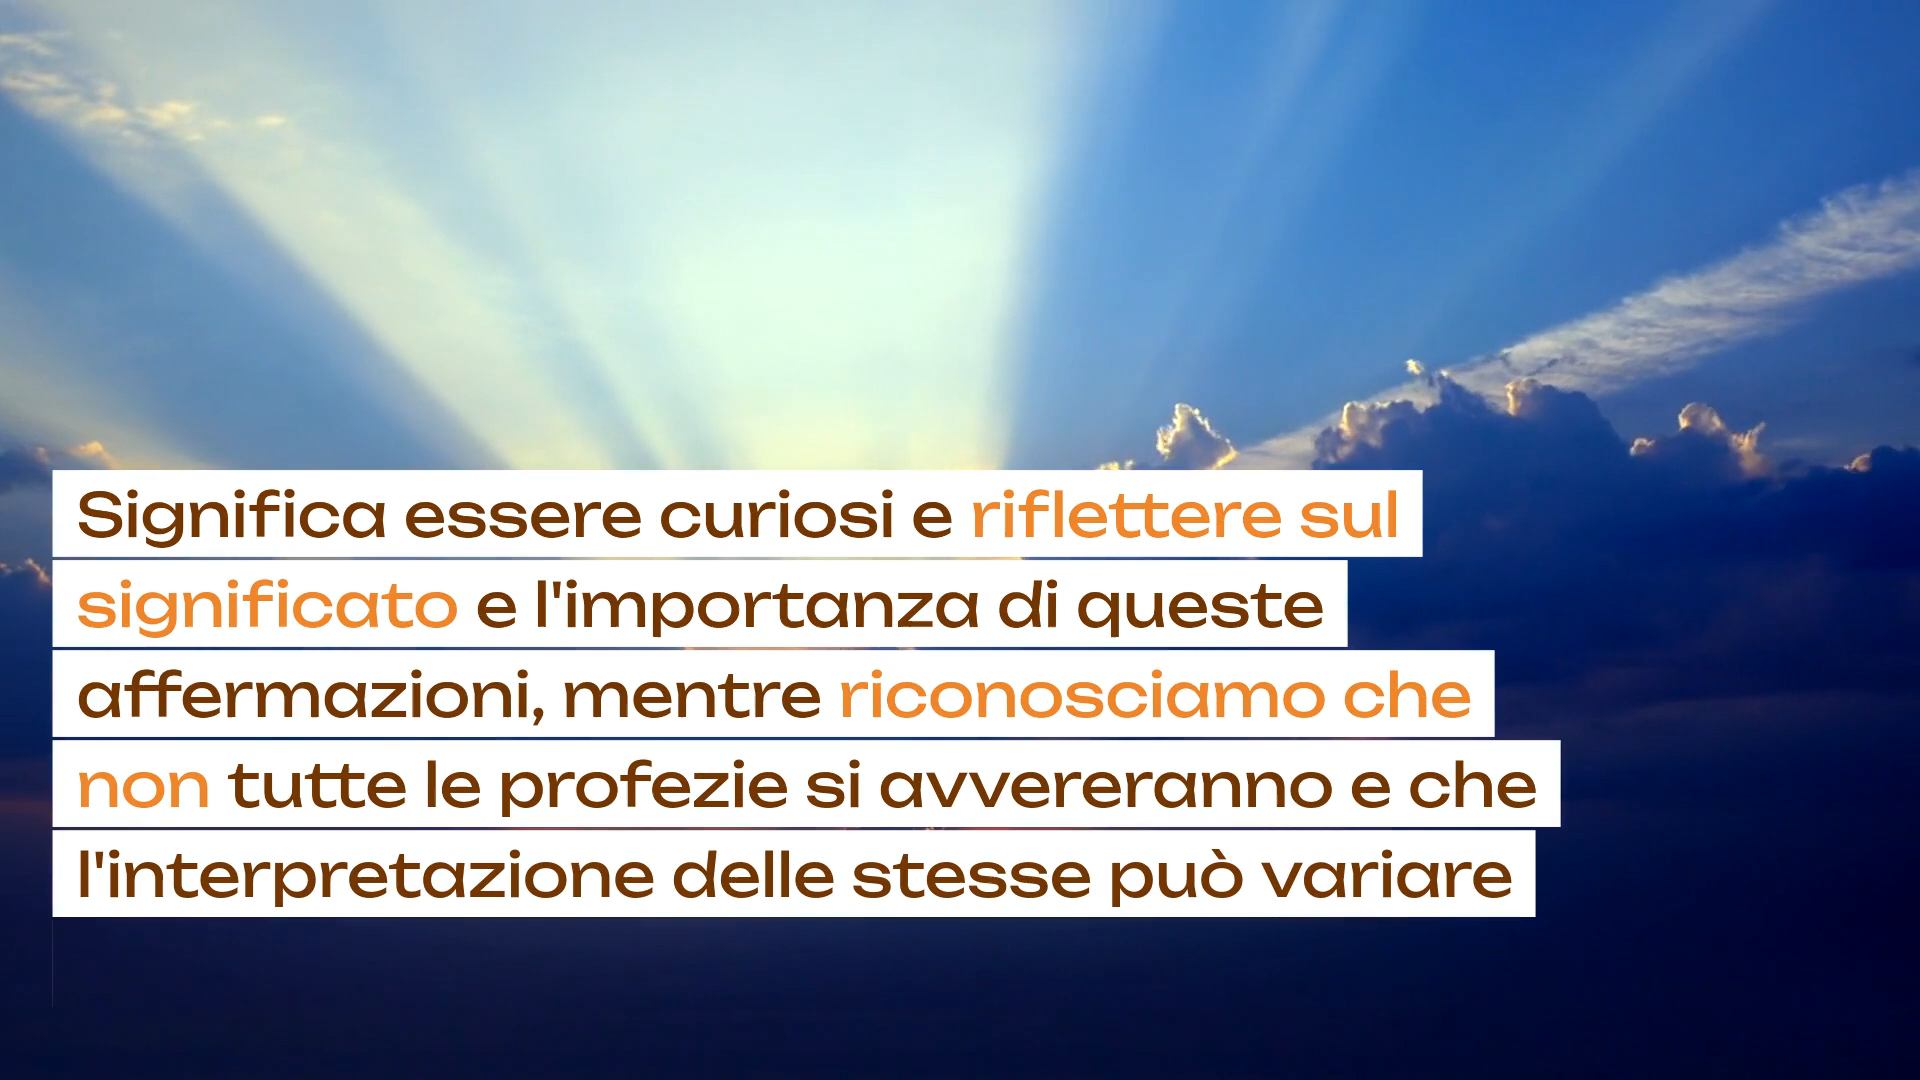 Significa essere curiosi e riflettere sul
significato e l'importanza di queste
affermazioni, mentre riconosciamo che
non tutte le profezie si avvereranno e che
l'interpretazione delle stesse può variare